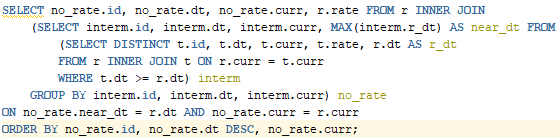 SELECT no_rate.id, no_rate.dt, no_rate.curr, r.rate FROM r INNER JOIN
(SELECT interm.id, interm.dt, interm.curr, MAX(interm.r_dt) AS near_dt FROM
(SELECT DISTINCT t.id, t.dt, t.curr, t.rate, r.dt AS r_dt
FROM r INNER JOIN t ON r.curr = t.curr
WHERE t.dt >= r.dt) interm
GROUP BY interm.id, interm.dt, interm.curr) no_rate
ON no_rate.near_dt = r.dt AND no_rate.curr = r.curr
ORDER BY no_rate.id, no_rate.dt DESC, no_rate.curr;